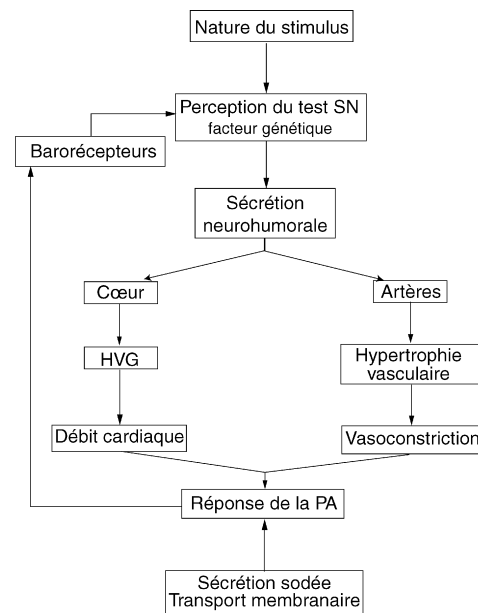 Nature du stimulus
Perception du test SN
facteur génétique
Barorécepteurs
Sécrétion
neurohumorale
Cœur
Artères
HVG
Hypertrophie
vasculaire
Débit cardiaque
Vasoconstriction
Réponse de la PA
Sécrétion sodée
Transport membranaire